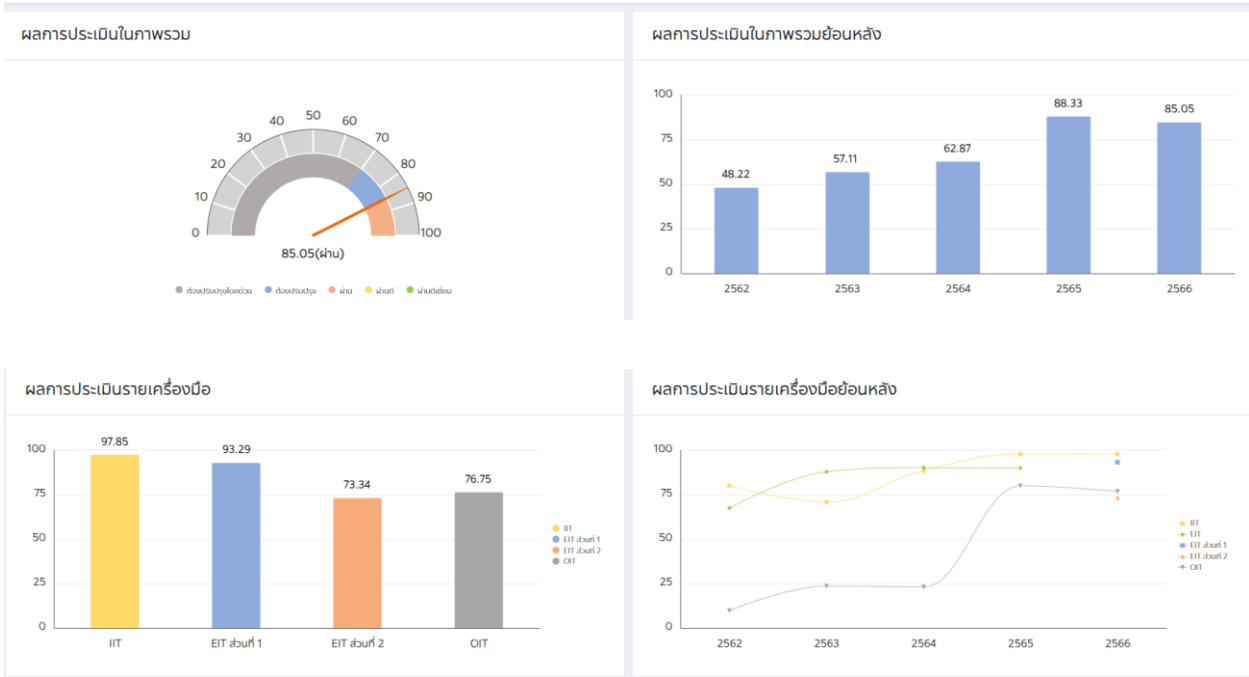 ผลการประเมินในภาพรวม
0
10
20
30
40
50
60
70
80
90
100
85.05(ผ่าน)
ต้องปรับปรุงโดยด่วน ต้องปรับปรุง ผ่าน ผ่านดี ผ่านดีเยี่ยม
ผลการประเมินในภาพรวมย้อนหลัง
100
75
50
25
0
48.22
57.11
62.87
88.33
85.05
2562 2563 2564 2565 2566
ผลการประเมินรายเครื่องมือ
100
75
50
25
0
97.85
93.29
73.34
76.75
IIT EIT ส่วนที่ 1 EIT ส่วนที่ 2 OIT
IIT
EIT ส่วนที่ 1
EIT ส่วนที่ 2
OIT
ผลการประเมินรายเครื่องมือย้อนหลัง
100
75
50
25
0
2562 2563 2564 2565 2566
IIT
EIT
EIT ส่วนที่ 1
EIT ส่วนที่ 2
OIT